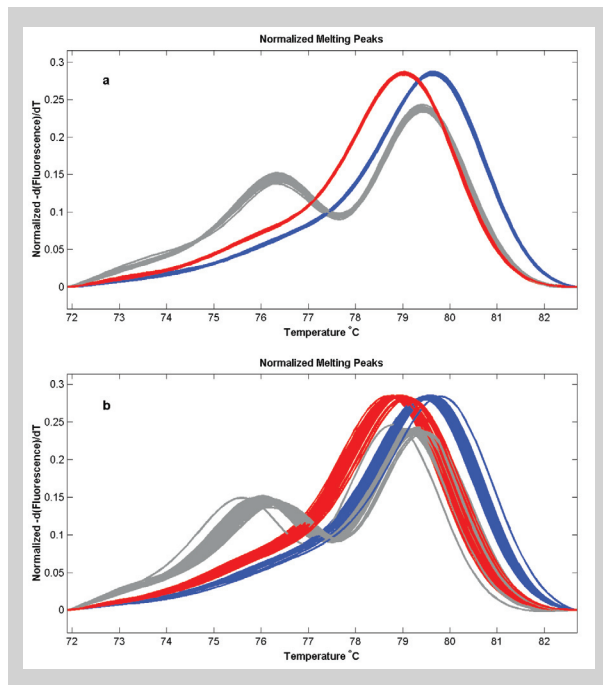 Normalized Melting Peaks
a
Normalized -d(Fluorescence)/dT
0.3
0.25
0.2
0.15
0.1
0.05
0
72 73 74 75 76 77 78 79 80 81 82
Temperature °C
Normalized Melting Peaks
b
Normalized -d(Fluorescence)/dT
0.3
0.25
0.2
0.15
0.1
0.05
0
72 73 74 75 76 77 78 79 80 81 82
Temperature °C